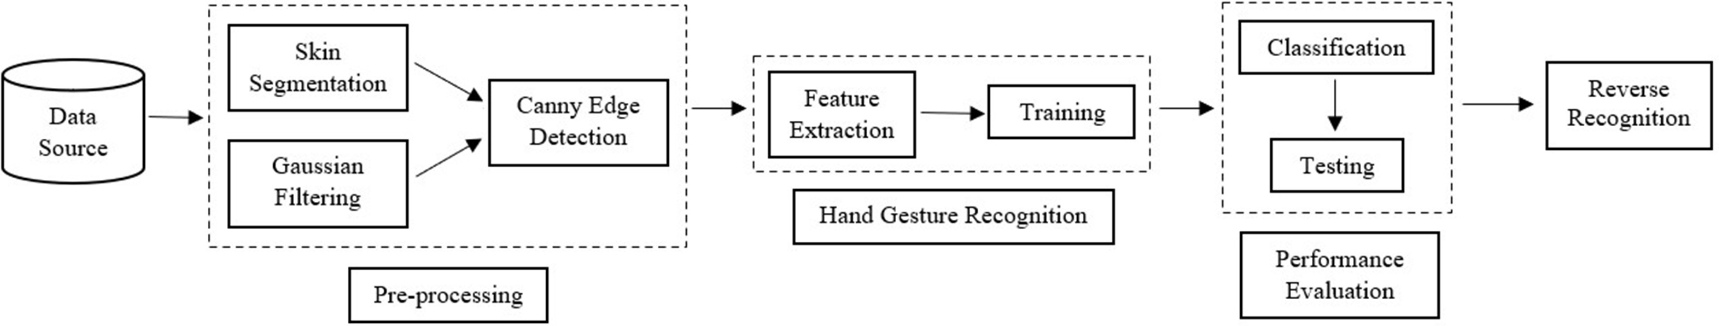 Data
Source
Skin
Segmentation
Gaussian
Filtering
Canny Edge
Detection
Pre-processing
Feature
Extraction
Training
Hand Gesture Recognition
Classification
Testing
Performance
Evaluation
Reverse
Recognition